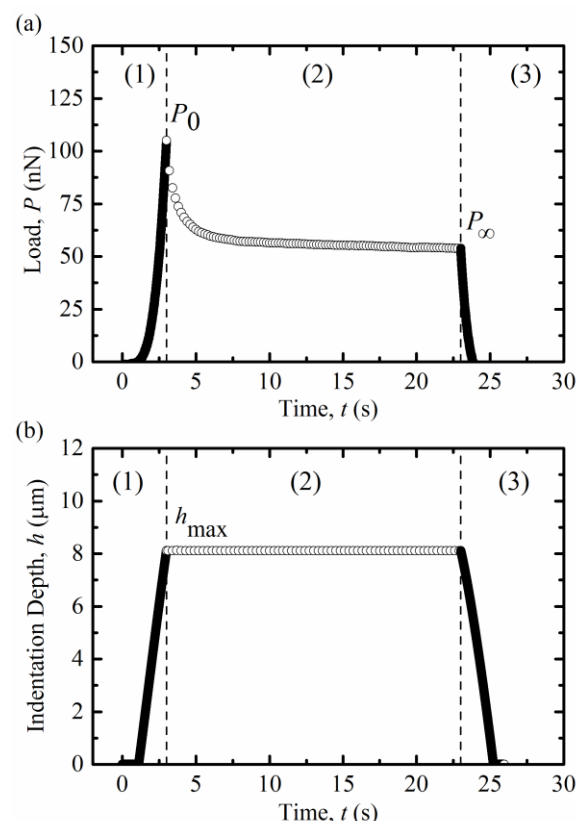 (a)
150
(1)
(2)
(3)
125
P0
100
Load, P (nN)
75
50
P∞
25
0
0 5 10 15 20 25 30
Time, t (s)
(b)
12
(1)
(2)
(3)
10
hmax
8
Indentation Depth, h (μm)
6
4
2
0
0 5 10 15 20 25 30
Time, t (s)